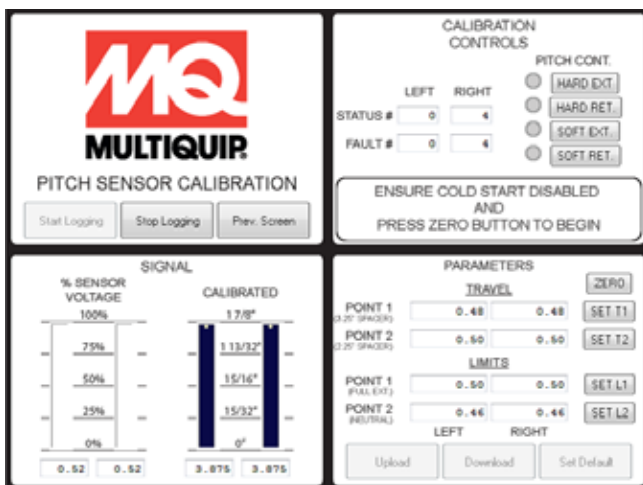 MQ
MULTIQUIP.
PITCH SENSOR CALIBRATION
Start Logging Stop Logging Prev. Screen
CALIBRATION
CONTROLS
PITCH CONT.
LEFT RIGHT
STATUS # 0 4
FAULT # 0 4
HARD EXT
HARD RET.
SOFT EXT.
SOFT RET.
ENSURE COLD START DISABLED
AND
PRESS ZERO BUTTON TO BEGIN
SIGNAL
% SENSOR
VOLTAGE
100%
75%
50%
25%
0%
0.52 0.52
CALIBRATED
1 7/8"
1 13/32"
15/16"
15/32"
0"
3.875 3.875
PARAMETERS
TRAVEL
ZERO
POINT 1 0.48 0.48 SET T1
(3.25" SPACER)
POINT 2 0.50 0.50 SET T2
(2.25" SPACER)
LIMITS
POINT 1 0.50 0.50 SET L1
(FULL EXT.)
POINT 2 0.46 0.46 SET L2
(NEUTRAL)
LEFT RIGHT
Upload Download Set Default